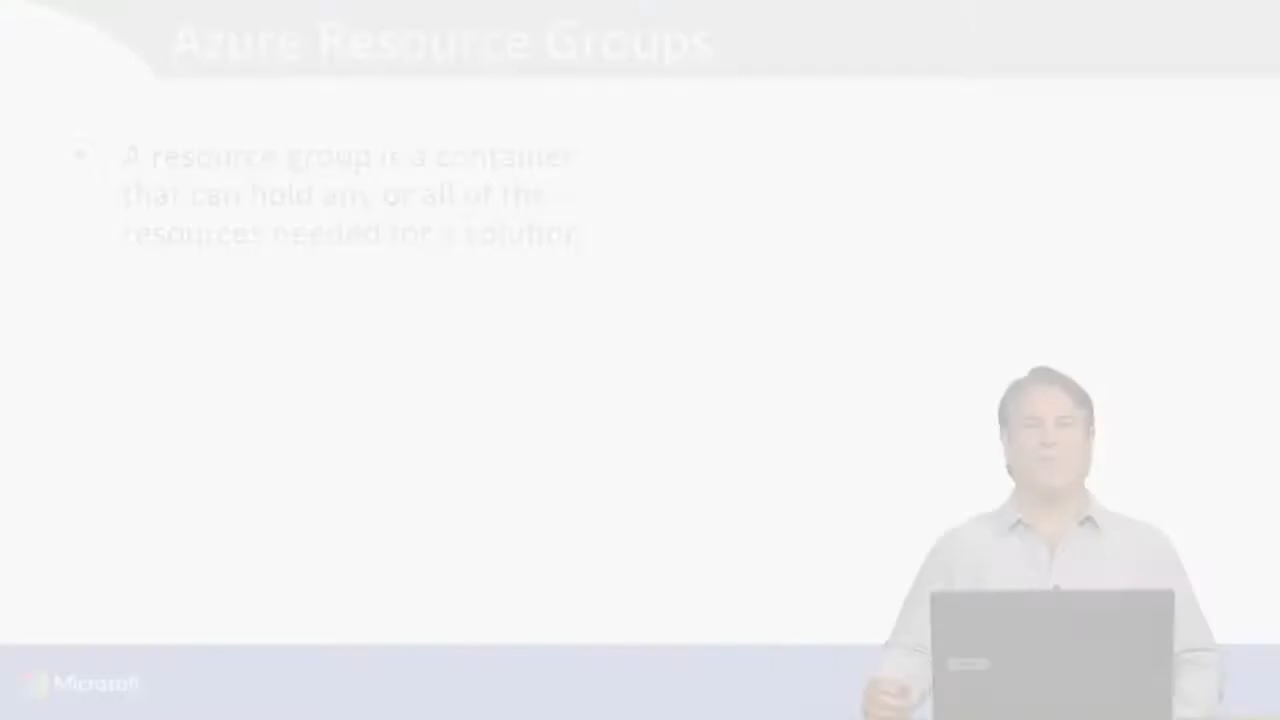 Azure Resource Groups
• A resource group is a container
that can hold any or all of the
resources needed for a solution
Microsoft